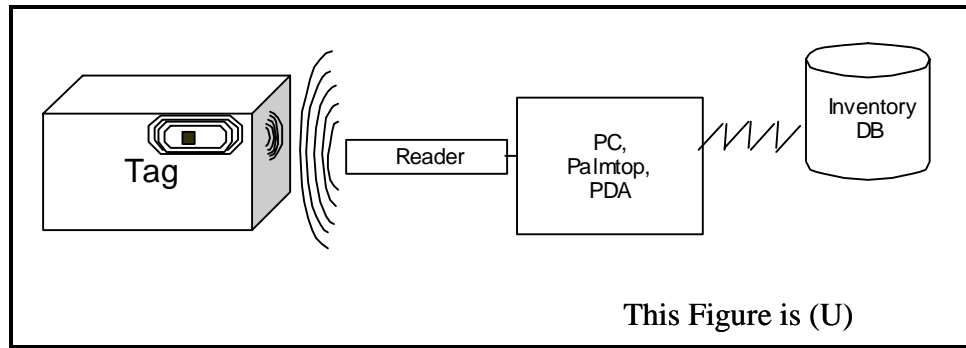 Tag
Reader
PC,
Palmtop,
PDA
Inventory
DB
This Figure is (U)